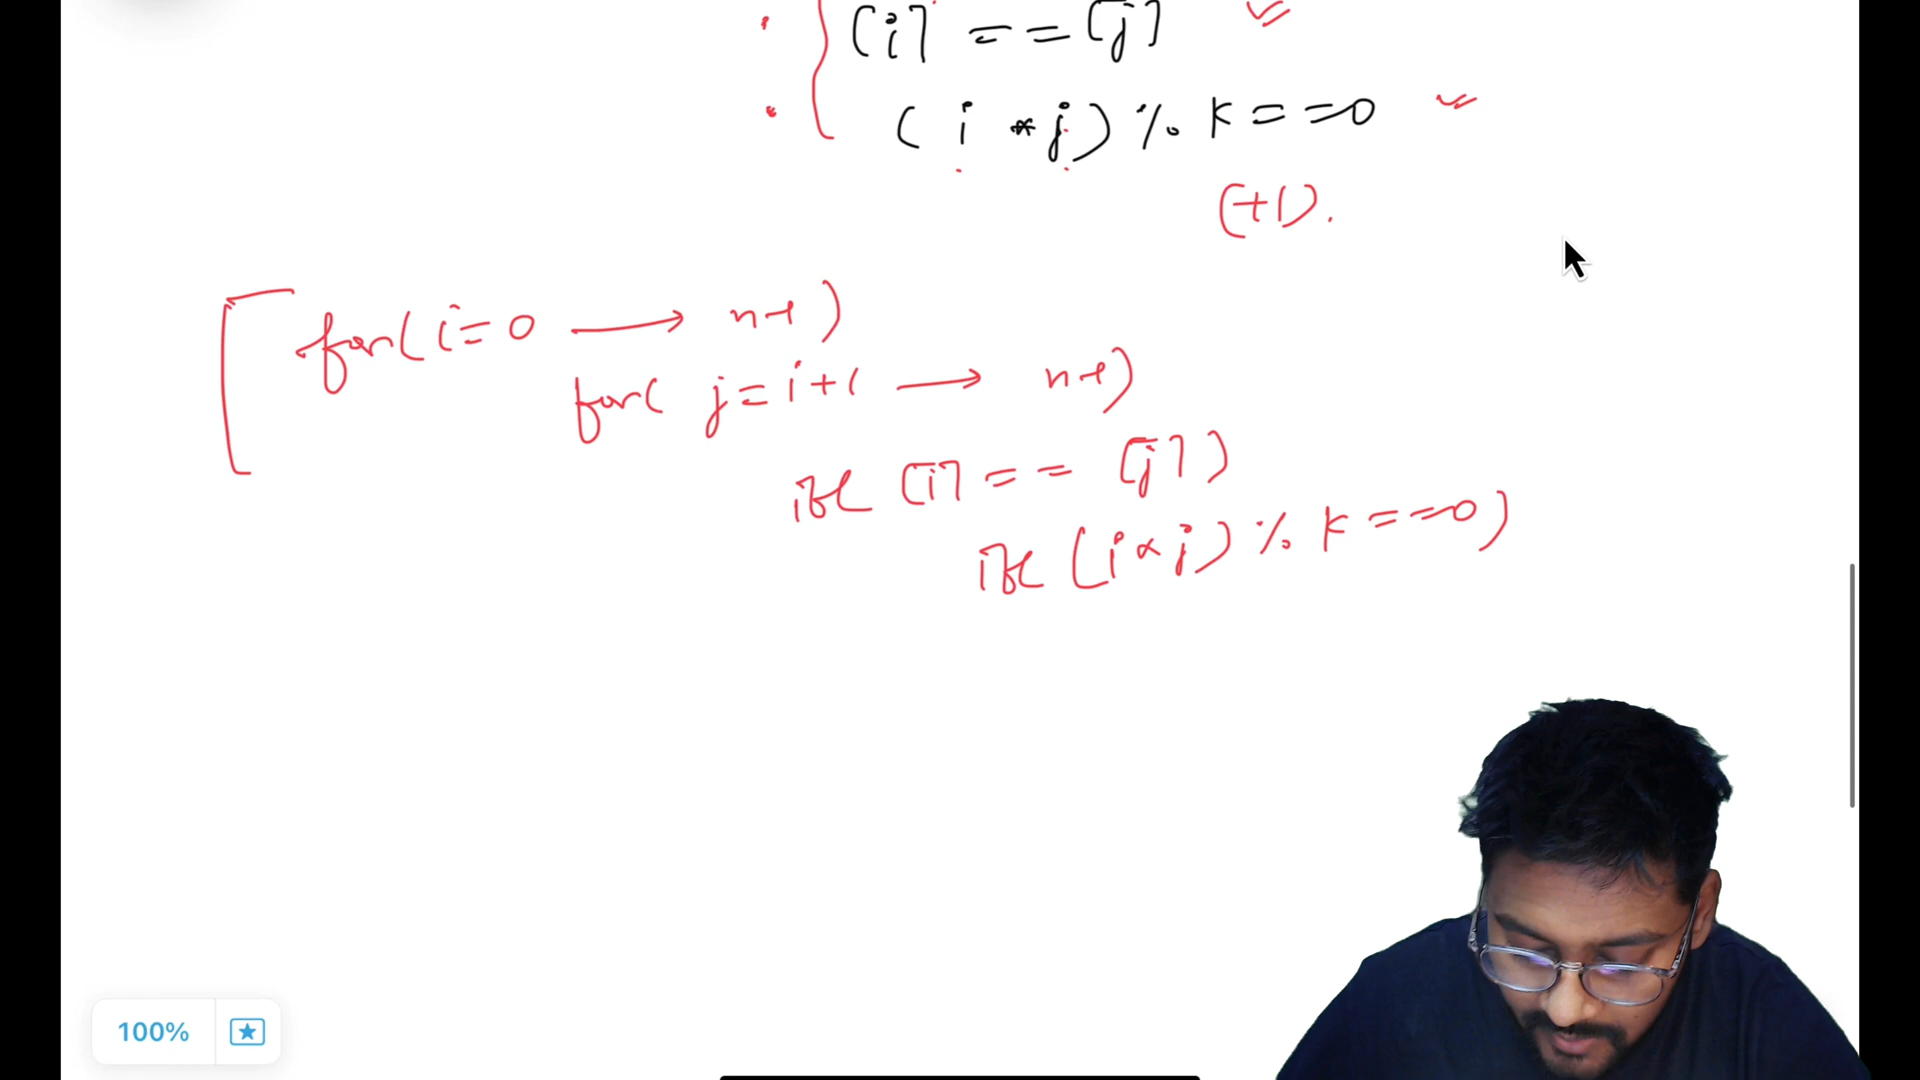 [i] == [j]
(i * j) % K == 0
(+1).
for(i=0 → n-1)
for( j=i+1 → n-1)
if( [i] == [j] )
if( (i*j) % K == 0)
100%